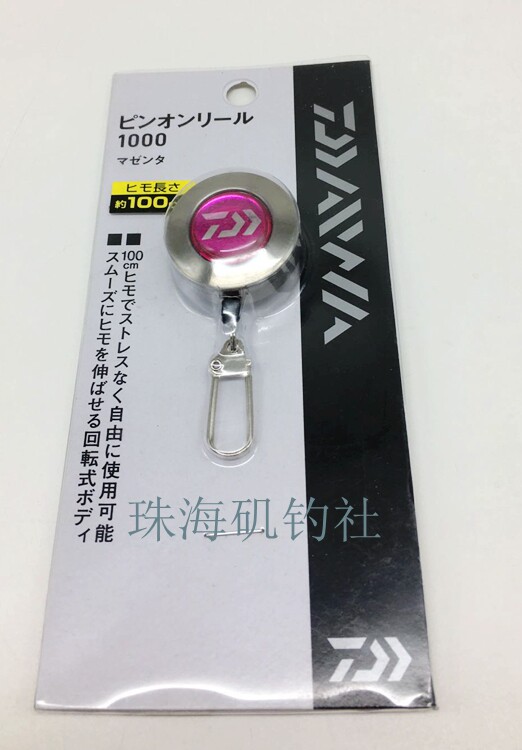 ピンオンリール
1000
マゼンタ
ヒモ長さ
約100
DAIWA
■100cmヒモでストレスなく自由に使用可能
■スムーズにヒモを伸ばせる回転式ボディ
珠海矶钓社